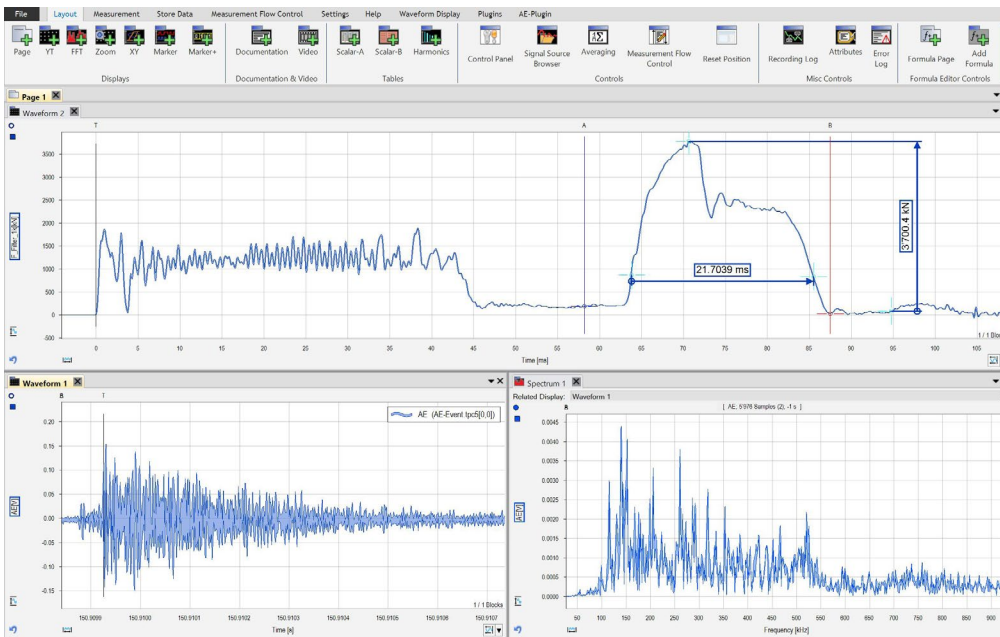 File Layout Measurement Store Data Measurement Flow Control Settings Help Waveform Display Plugins AE-Plugin
Page YT FFT Zoom XY Marker Marker+ Documentation Video Scalar-A Scalar-B Harmonics Control Panel Signal Source Browser Averaging Measurement Flow Control Reset Position Recording Log Attributes Error Log Formula Page Add Formula
Displays Documentation & Video Tables Controls Misc Controls Formula Editor Controls
Page 1
Waveform 2
T A B
3500
3000
2500
2000
1500
1000
500
0
-500
3700.4 kN
21.7039 ms
1 / 1 Bloc
0 5 10 15 20 25 30 35 40 45 50 55 60 65 70 75 80 85 90 95 100 105
Time [ms]
Waveform 1
T
AE (AE-Event tpc5[0,0])
0.20
0.15
0.10
0.05
0.00
-0.05
-0.10
-0.15
AE[V]
1 / 1 Blocks
150.9099 150.9100 150.9101 150.9102 150.9103 150.9104 150.9105 150.9106 150.9107
Time [s]
Spectrum 1
Related Display: Waveform 1
[ AE, 5'976 Samples (2), -1 s ]
0.0045
0.0040
0.0035
0.0030
0.0025
0.0020
0.0015
0.0010
0.0005
0.0000
AE[V]
50 100 150 200 250 300 350 400 450 500 550 600 650 700 750 800 850 900
Frequency [kHz]